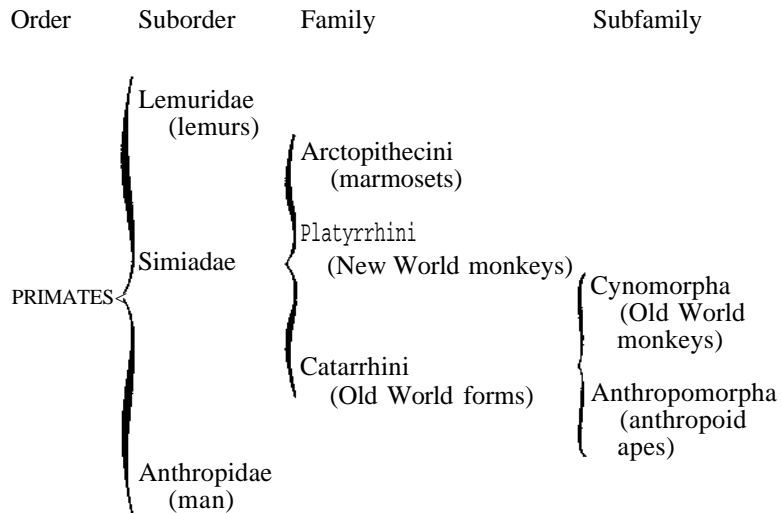 Order Suborder Family Subfamily
Lemuridae
(lemurs)
Arctopithecini
(marmosets)
Platyrrhini
Simiadae
(New World monkeys)
PRIMATES
Cynomorpha
(Old World
monkeys)
Catarrhini
(Old World forms)
Anthropomorpha
(anthropoid
apes)
Anthropidae
(man)